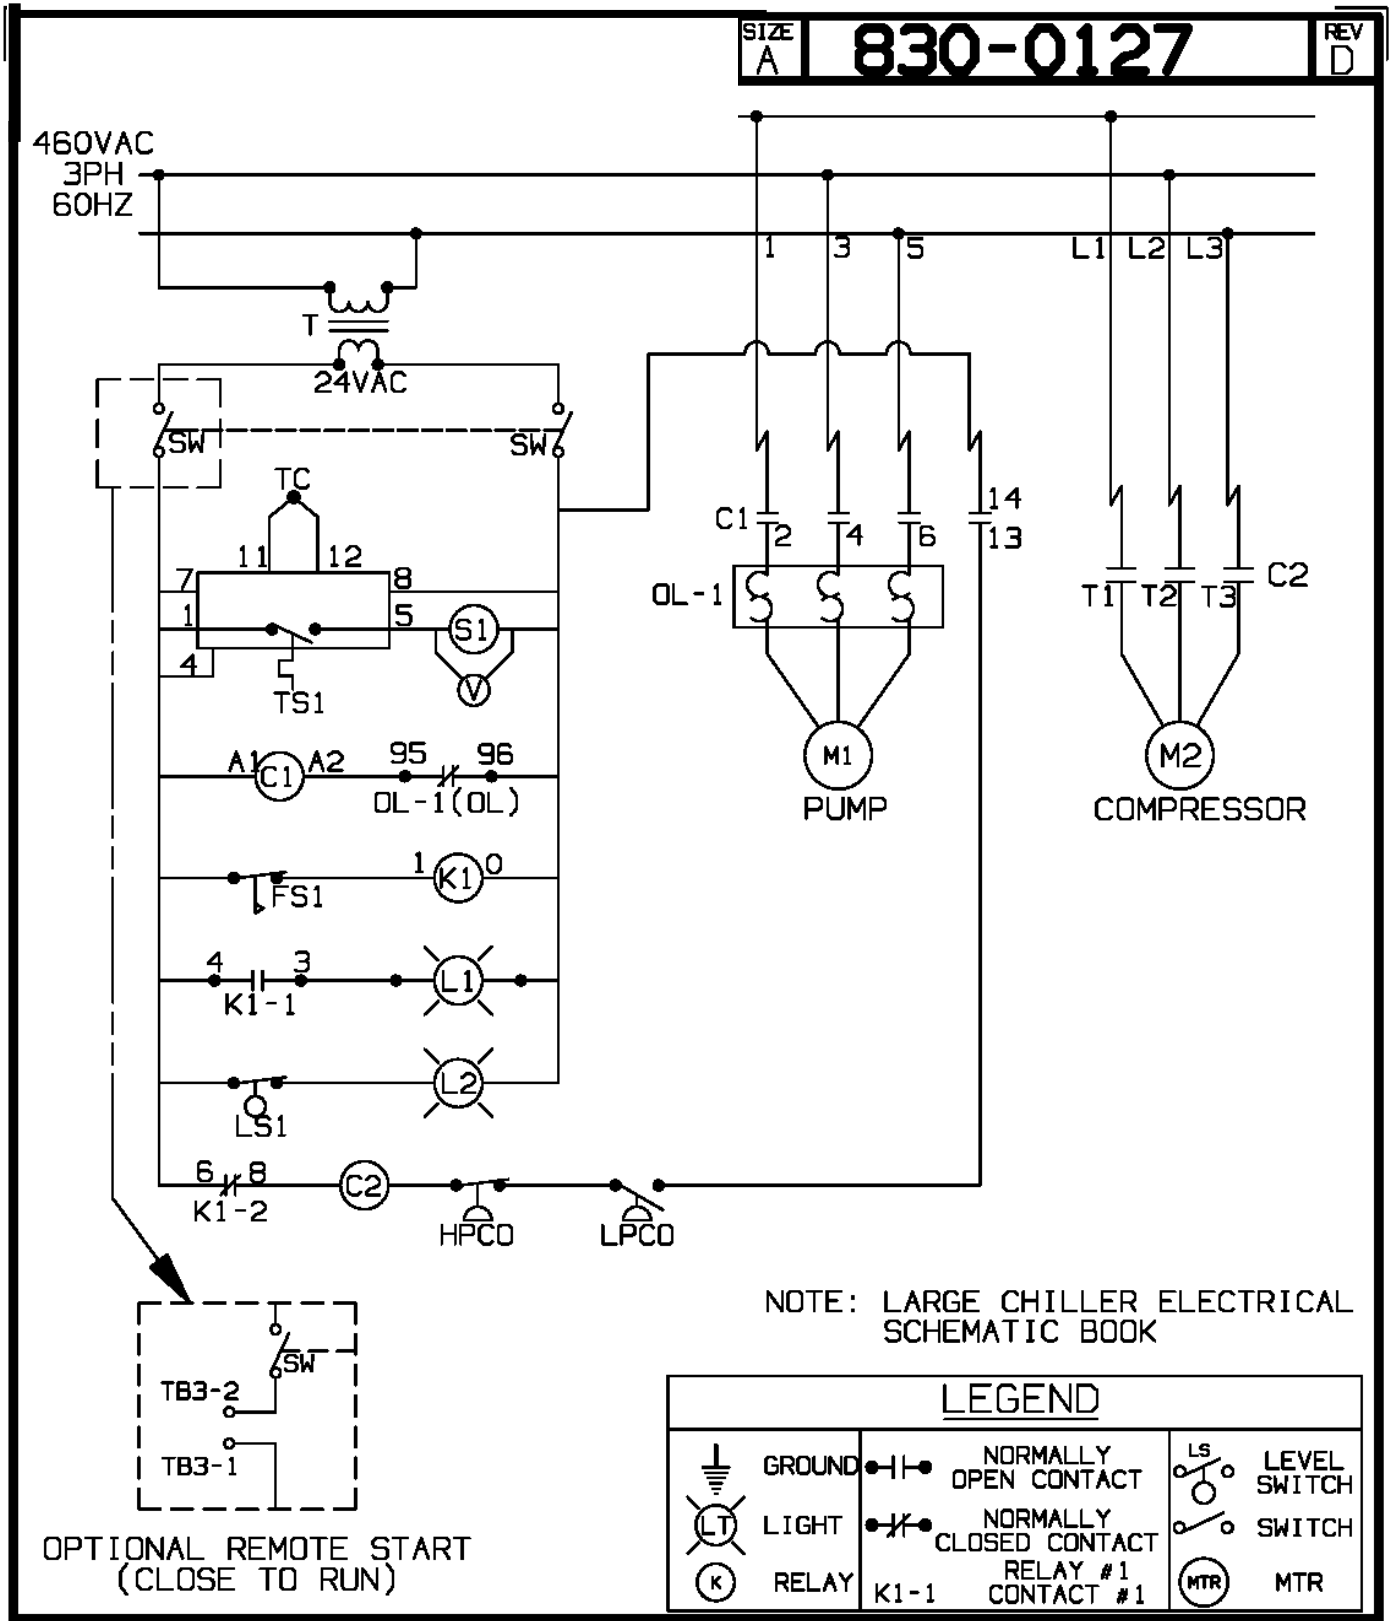 SIZE
A
830-0127
REV
D
460VAC
3PH
60HZ
1
3
5
L1
L2
L3
T
24VAC
SW
SW
TC
11
12
7
8
1
5
4
S1
V
TS1
C1
2
4
6
14
13
OL-1
T1
T2
T3
C2
M1
PUMP
M2
COMPRESSOR
A1
C1
A2
95
96
OL-1(OL)
FS1
1
K1
0
4
3
K1-1
L1
LS1
L2
6
8
K1-2
C2
HPCO
LPCO
SW
TB3-2
TB3-1
OPTIONAL REMOTE START
(CLOSE TO RUN)
NOTE: LARGE CHILLER ELECTRICAL
SCHEMATIC BOOK
LEGEND
GROUND
LT
LIGHT
K
RELAY
NORMALLY
OPEN CONTACT
NORMALLY
CLOSED CONTACT
K1-1
RELAY #1
CONTACT #1
LS
LEVEL
SWITCH
SWITCH
MTR
MTR